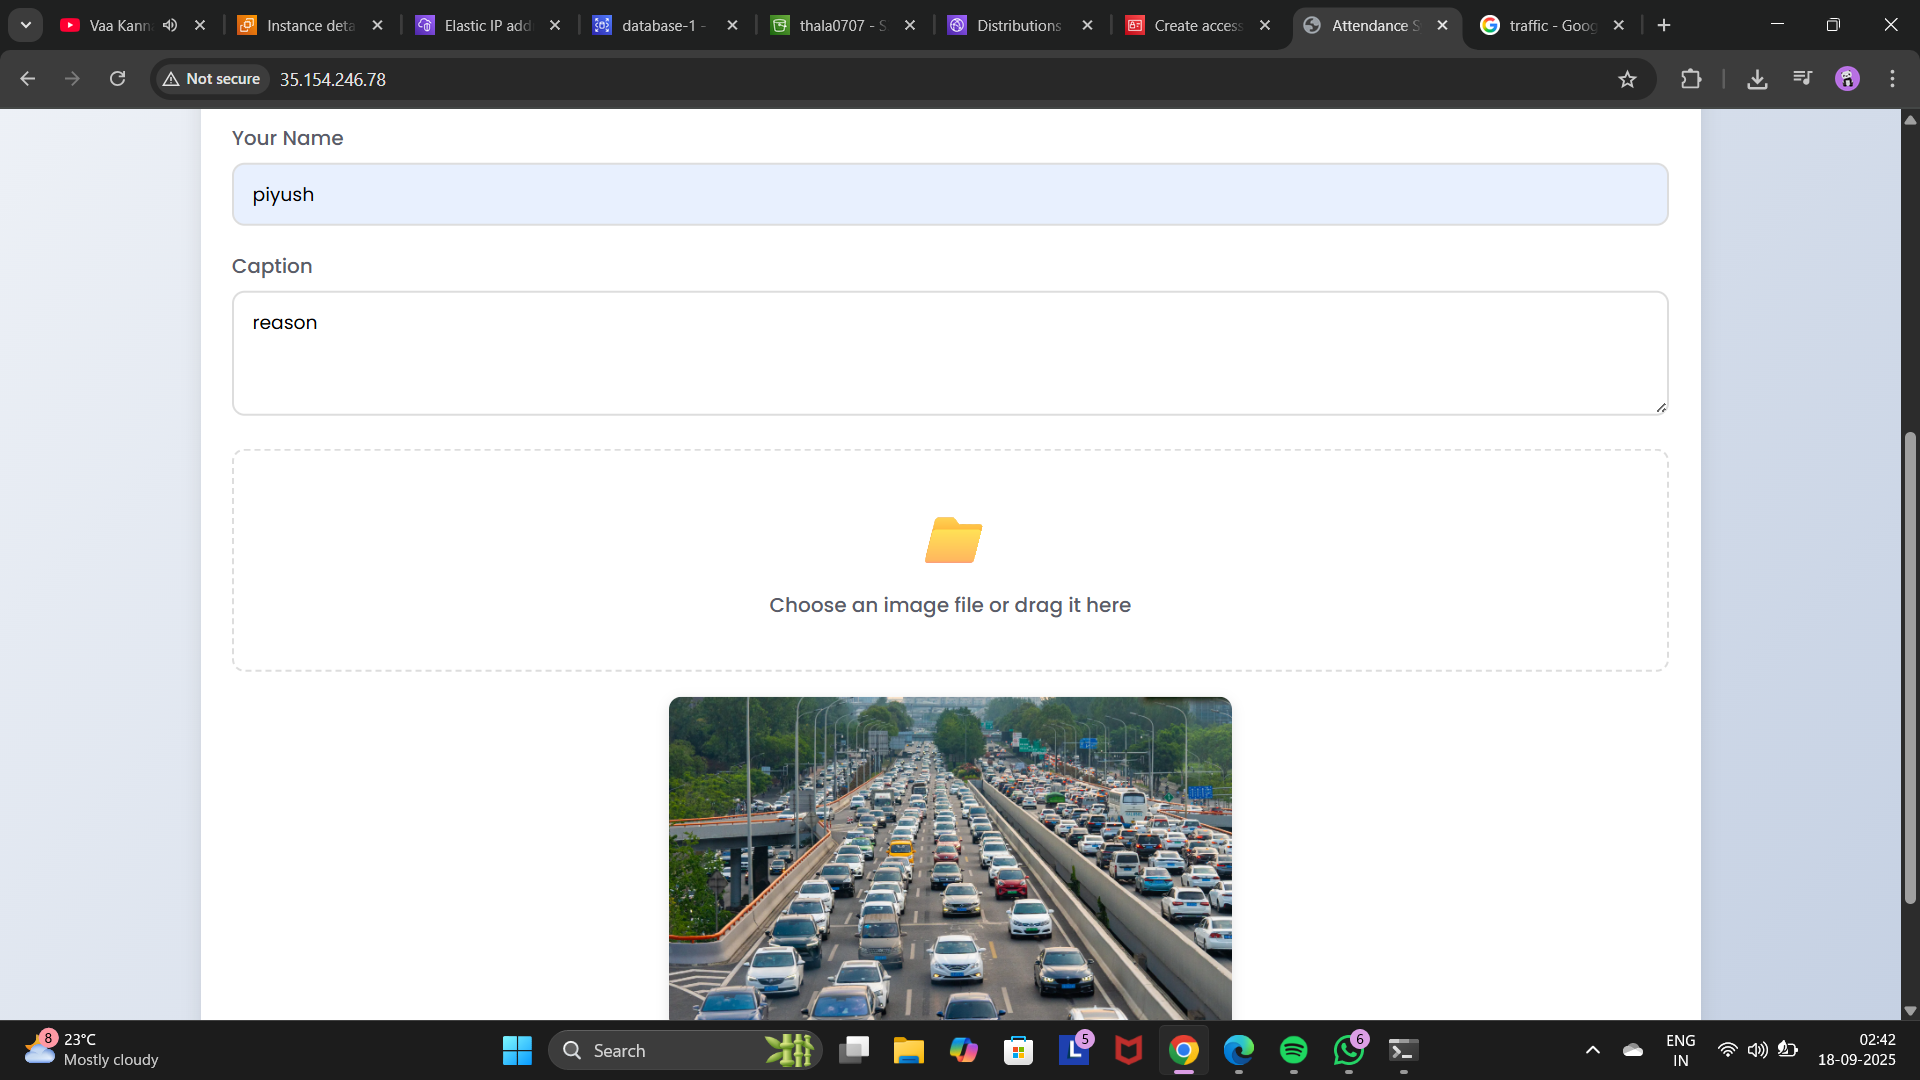 Vaa Kann
Instance deta
Elastic IP add
database-1 -
thala0707 - S
Distributions
Create access
Attendance S
traffic - Goog
Not secure
35.154.246.78
Your Name
piyush
Caption
reason
Choose an image file or drag it here
8
23°C
Mostly cloudy
Search
L
5
6
ENG
IN
02:42
18-09-2025